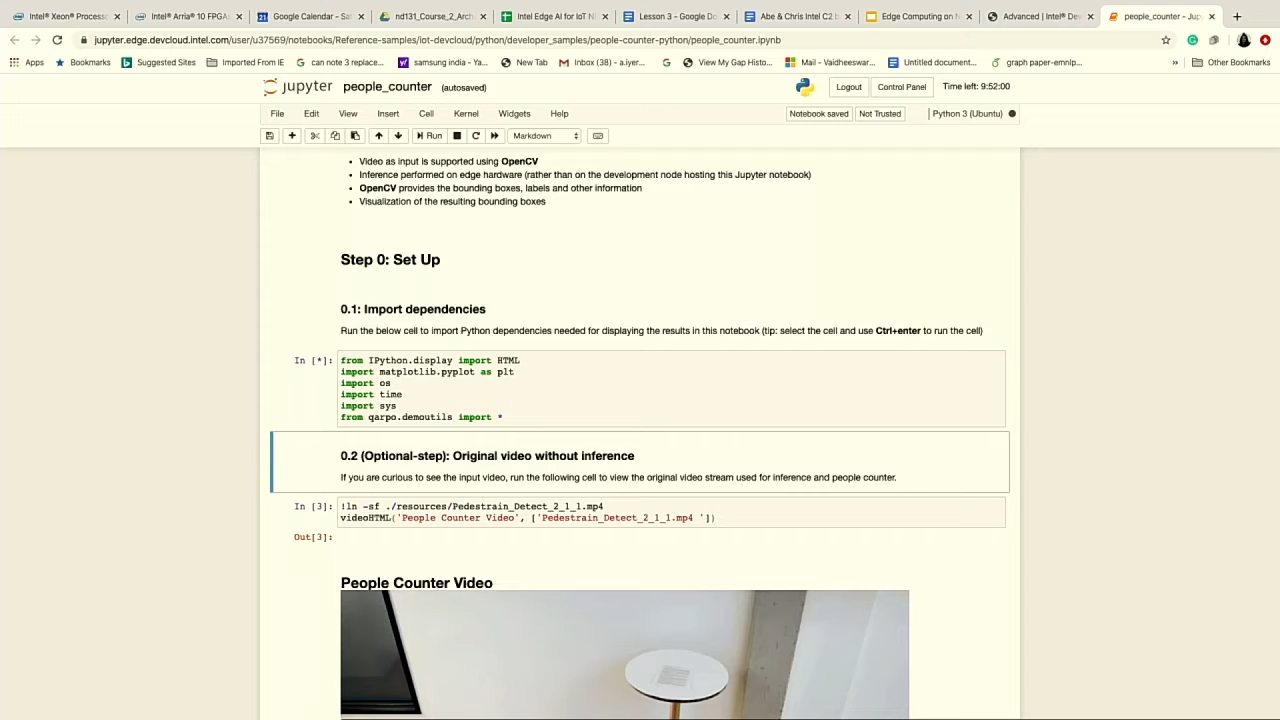 Intel® Xeon® Process
Intel® Arria® 10 FPGA
Google Calendar - Sat
nd131_Course_2_Arch
Intel Edge AI for IoT N
Lesson 3 - Google Do
Abe & Chris Intel C2.b
Edge Computing on N
Advanced | Intel® Dev
people_counter - Jup
jupyter.edge.devcloud.intel.com/user/u37569/notebooks/Reference-samples/iot-devcloud/python/developer_samples/people-counter-python/people_counter.ipynb
Apps Bookmarks Suggested Sites Imported From IE can note 3 replace... samsung india - Ya... New Tab Inbox (38) - a.iyer... View My Gap Histo... Mail - Vaidheeswar... Untitled document... graph paper-emnlp... » Other Bookmarks
jupyter people_counter (autosaved) Logout Control Panel Time left: 9:52:00
File Edit View Insert Cell Kernel Widgets Help Notebook saved Not Trusted Python 3 (Ubuntu)
Run Markdown
• Video as input is supported using OpenCV
• Inference performed on edge hardware (rather than on the development node hosting this Jupyter notebook)
• OpenCV provides the bounding boxes, labels and other information
• Visualization of the resulting bounding boxes
Step 0: Set Up
0.1: Import dependencies
Run the below cell to import Python dependencies needed for displaying the results in this notebook (tip: select the cell and use Ctrl+enter to run the cell)
In [*]: from IPython.display import HTML
import matplotlib.pyplot as plt
import os
import time
import sys
from qarpo.demoutils import *
0.2 (Optional-step): Original video without inference
If you are curious to see the input video, run the following cell to view the original video stream used for inference and people counter.
In [3]: !ln -sf ./resources/Pedestrain_Detect_2_1_1.mp4
videoHTML('People Counter Video', ['Pedestrain_Detect_2_1_1.mp4 '])
Out[3]:
People Counter Video